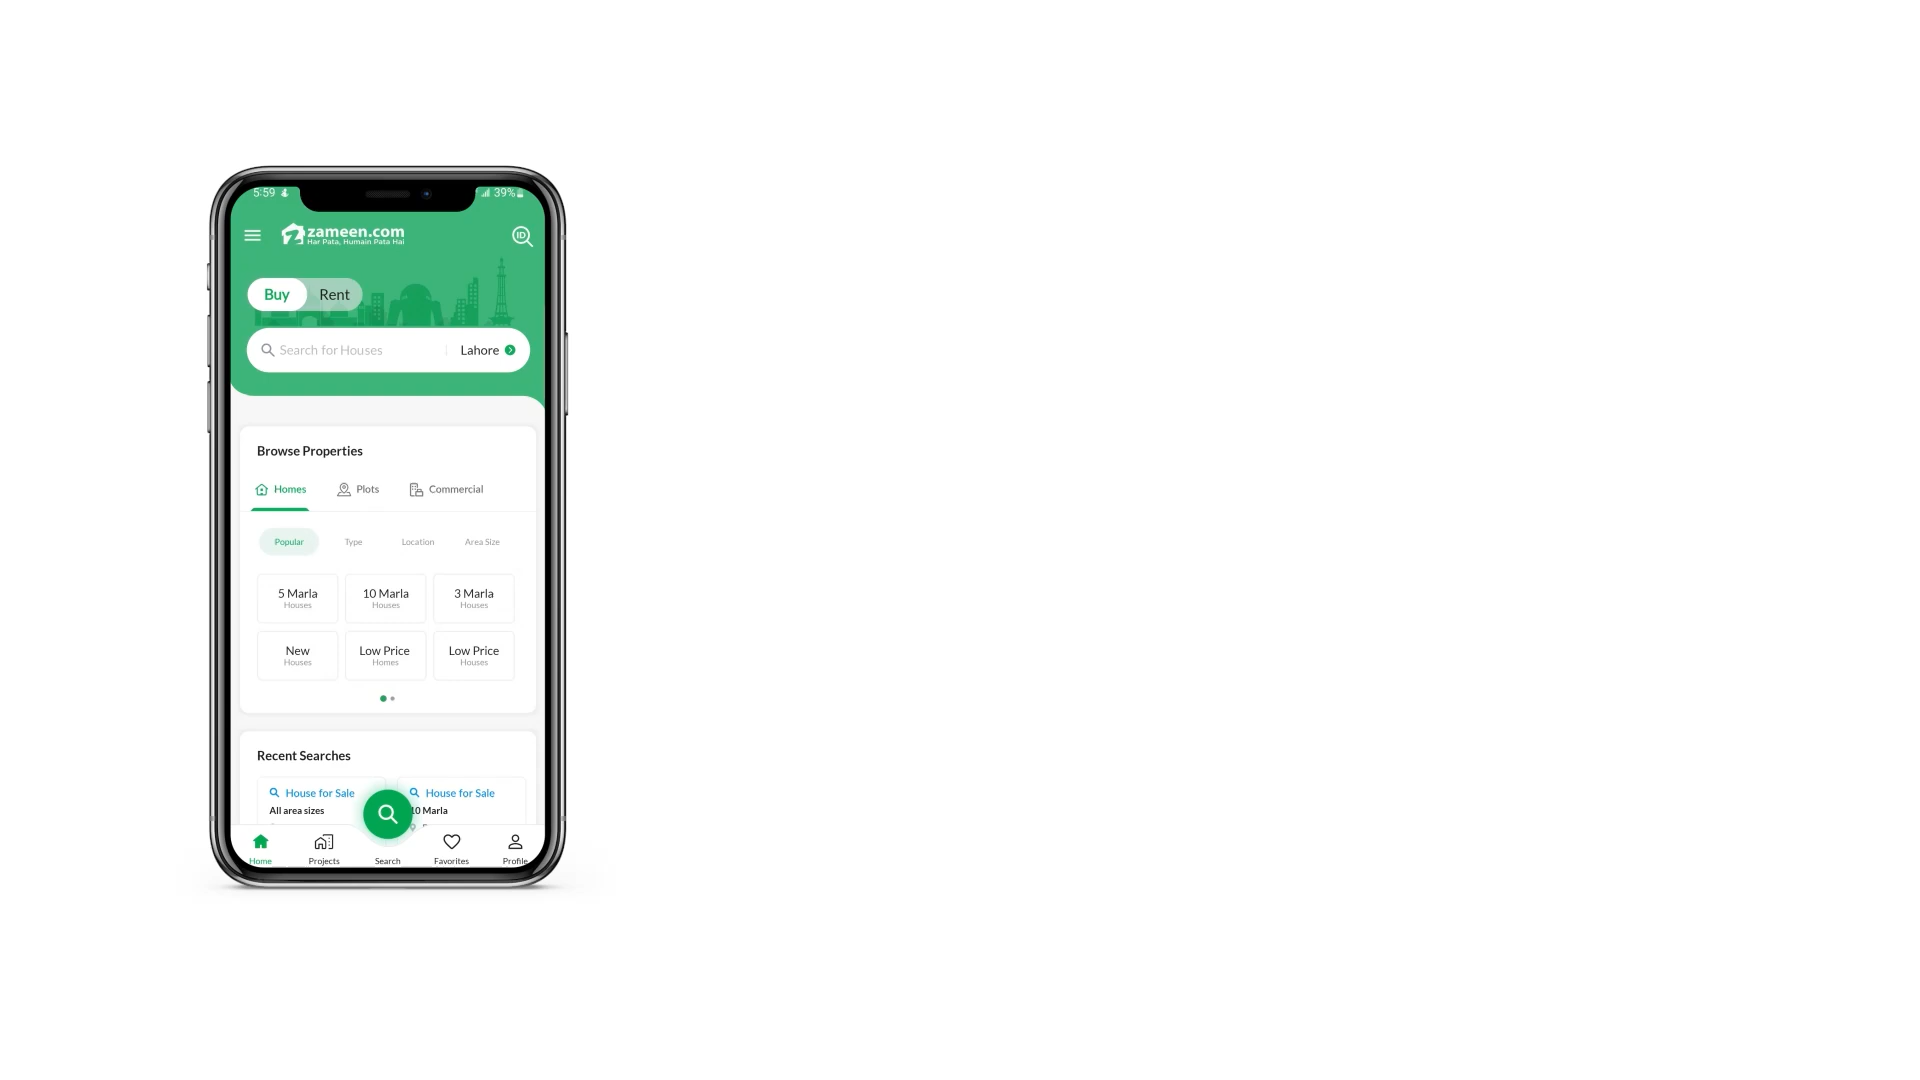 5:59
39%
zameen.com
Har Pata, Humain Pata Hai
ID
Buy Rent
Search for Houses Lahore
Browse Properties
Homes Plots Commercial
Popular Type Location Area Size
5 Marla 10 Marla 3 Marla
Houses Houses Houses
New Low Price Low Price
Houses Homes Houses
Recent Searches
House for Sale House for Sale
All area sizes 10 Marla
Home Projects Search Favorites Profile